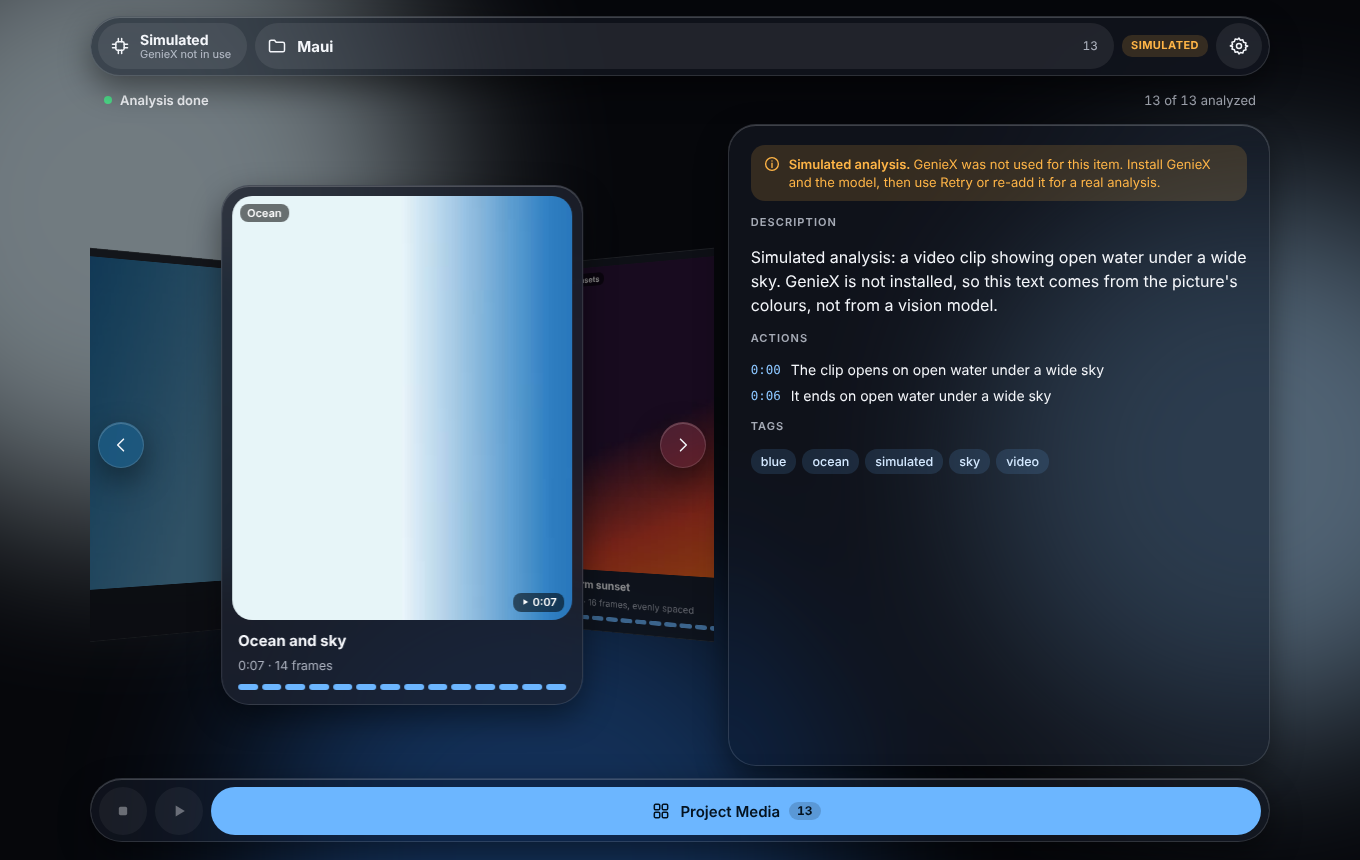 Simulated
GenieX not in use
Maui
13
SIMULATED
Analysis done
13 of 13 analyzed
Ocean
0:07
Ocean and sky
0:07 · 14 frames
sunset
16 frames, evenly spaced
Simulated analysis. GenieX was not used for this item. Install GenieX
and the model, then use Retry or re-add it for a real analysis.
DESCRIPTION
Simulated analysis: a video clip showing open water under a wide
sky. GenieX is not installed, so this text comes from the picture's
colours, not from a vision model.
ACTIONS
0:00 The clip opens on open water under a wide sky
0:06 It ends on open water under a wide sky
TAGS
blue ocean simulated sky video
Project Media 13